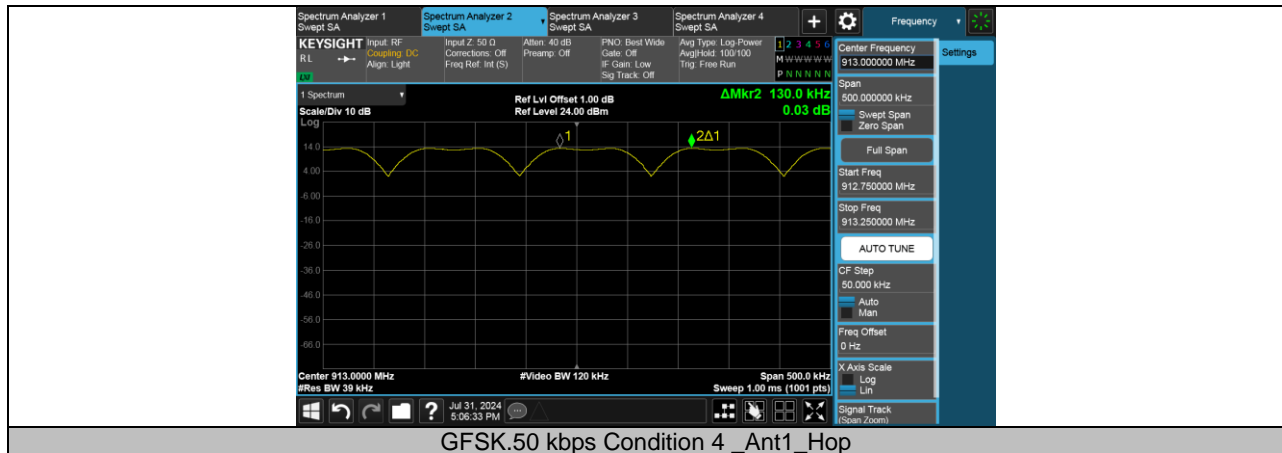 Spectrum Analyzer 1
Swept SA
Spectrum Analyzer 2
Swept SA
Spectrum Analyzer 3
Swept SA
Spectrum Analyzer 4
Swept SA
+
Frequency
KEYSIGHT
RL
LXI
Input: RF
Coupling: DC
Align: Light
Input Z: 50 Ω
Corrections: Off
Freq Ref: Int (S)
Atten: 40 dB
Preamp: Off
PNO: Best Wide
Gate: Off
IF Gain: Low
Sig Track: Off
Avg Type: Log-Power
Avg|Hold: 100/100
Trig: Free Run
1 2 3 4 5 6
M W W W W W
P N N N N N
1 Spectrum
Scale/Div 10 dB
Ref Lvl Offset 1.00 dB
Ref Level 24.00 dBm
ΔMkr2 130.0 kHz
0.03 dB
Log
14.0
4.00
-6.00
-16.0
-26.0
-36.0
-46.0
-56.0
-66.0
1
2Δ1
Center 913.0000 MHz
#Res BW 39 kHz
#Video BW 120 kHz
Span 500.0 kHz
Sweep 1.00 ms (1001 pts)
Center Frequency
913.000000 MHz
Span
500.000000 kHz
Swept Span
Zero Span
Full Span
Start Freq
912.750000 MHz
Stop Freq
913.250000 MHz
AUTO TUNE
CF Step
50.000 kHz
Auto
Man
Freq Offset
0 Hz
X Axis Scale
Log
Lin
Signal Track
(Span Zoom)
Settings
?
Jul 31, 2024
5:06:33 PM
GFSK.50 kbps Condition 4 _Ant1_Hop